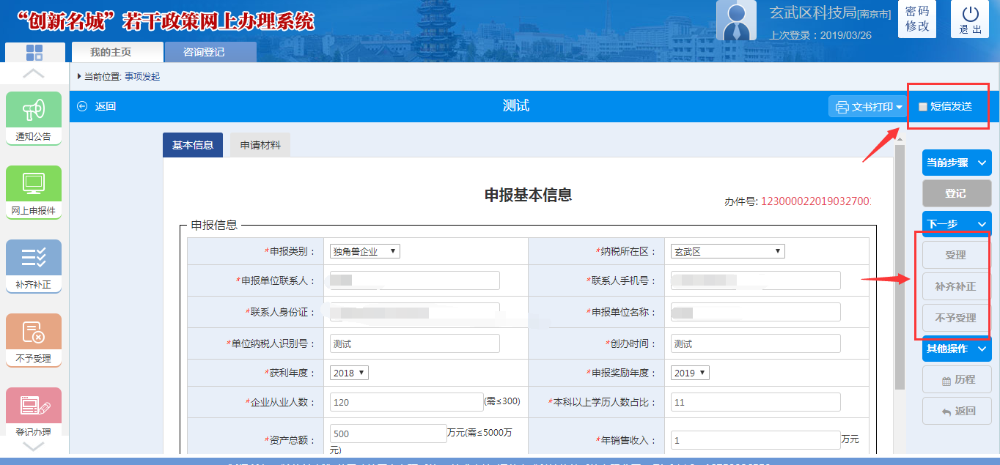 “创新名城”若干政策网上办理系统
玄武区科技局[南京市]
上次登录：2019/03/26
密码
修改
退 出
我的主页
咨询登记
当前位置: 事项发起
返回
测试
文书打印
短信发送
通知公告
网上申报件
补齐补正
不予受理
登记办理
基本信息
申请材料
申报基本信息
办件号: 123000022019032700
申报信息
*申报类别： 独角兽企业 *纳税所在区： 玄武区
*申报单位联系人： *联系人手机号：
*联系人身份证： *申报单位名称：
*单位纳税人识别号： 测试 *创办时间： 测试
*获利年度： 2018 *申报奖励年度： 2019
*企业从业人数： 120 (需≤300) *本科以上学历人数占比： 11
*资产总额： 500 万元(需≤5000万
元)
*年销售收入： 1 万元
当前步骤
登记
下一步
受理
补齐补正
不予受理
其他操作
历程
返回